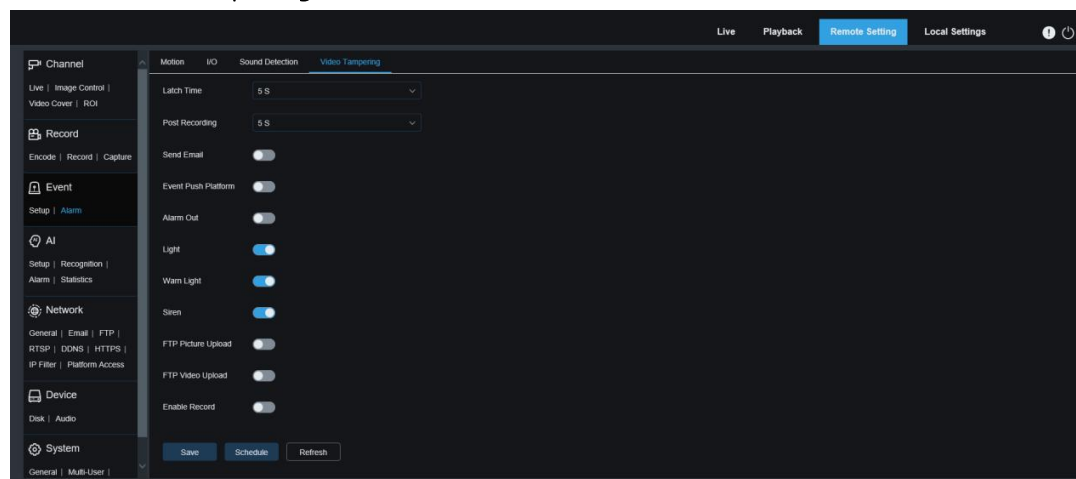 Live Playback Remote Setting Local Settings
Channel
Live | Image Control |
Video Cover | ROI
Record
Encode | Record | Capture
Event
Setup | Alarm
AI
Setup | Recognition |
Alarm | Statistics
Network
General | Email | FTP |
RTSP | DDNS | HTTPS |
IP Filter | Platform Access
Device
Disk | Audio
System
General | Multi-User |
Motion I/O Sound Detection Video Tampering
Latch Time 5 S
Post Recording 5 S
Send Email
Event Push Platform
Alarm Out
Light
Warn Light
Siren
FTP Picture Upload
FTP Video Upload
Enable Record
Save Schedule Refresh